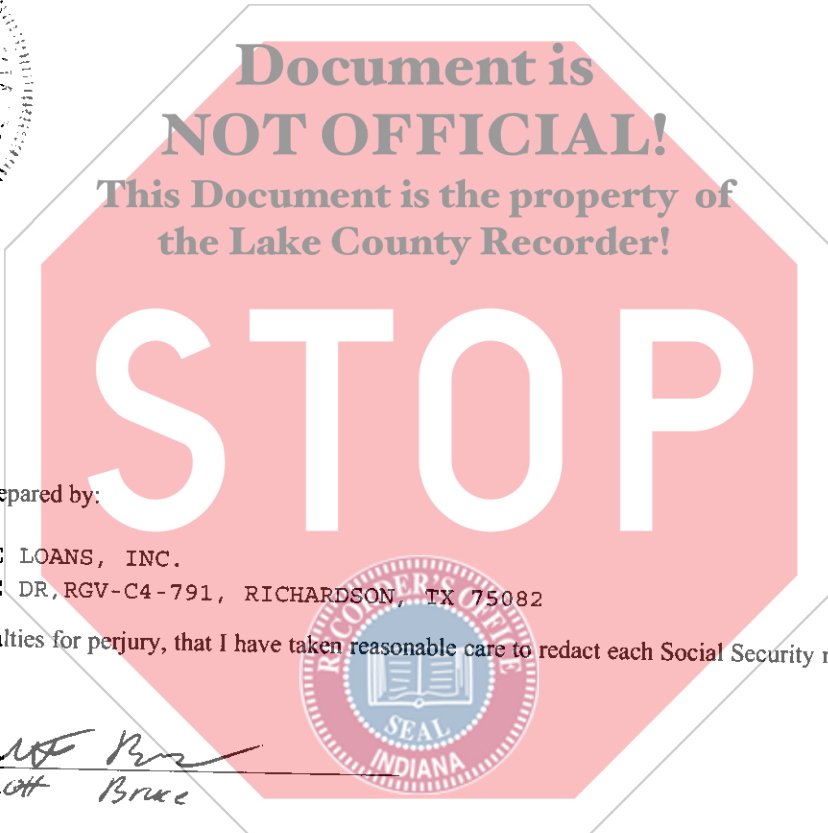 Document is
NOT OFFICIAL!
This Document is the property of
the Lake County Recorder!
STOP
epared by:
LOANS, INC.
DR, RGV-C4-791, RICHARDSON, TX 75082
alties for perjury, that I have taken reasonable care to redact each Social Security
RECORDER'S OFFICE
SEAL
INDIANA
Bruce